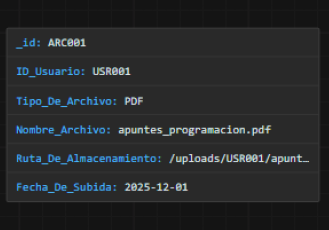 _id: ARC001
ID_Usuario: USR001
Tipo_De_Archivo: PDF
Nombre_Archivo: apuntes_programacion.pdf
Ruta_De_Almacenamiento: /uploads/USR001/apunt…
Fecha_De_Subida: 2025-12-01